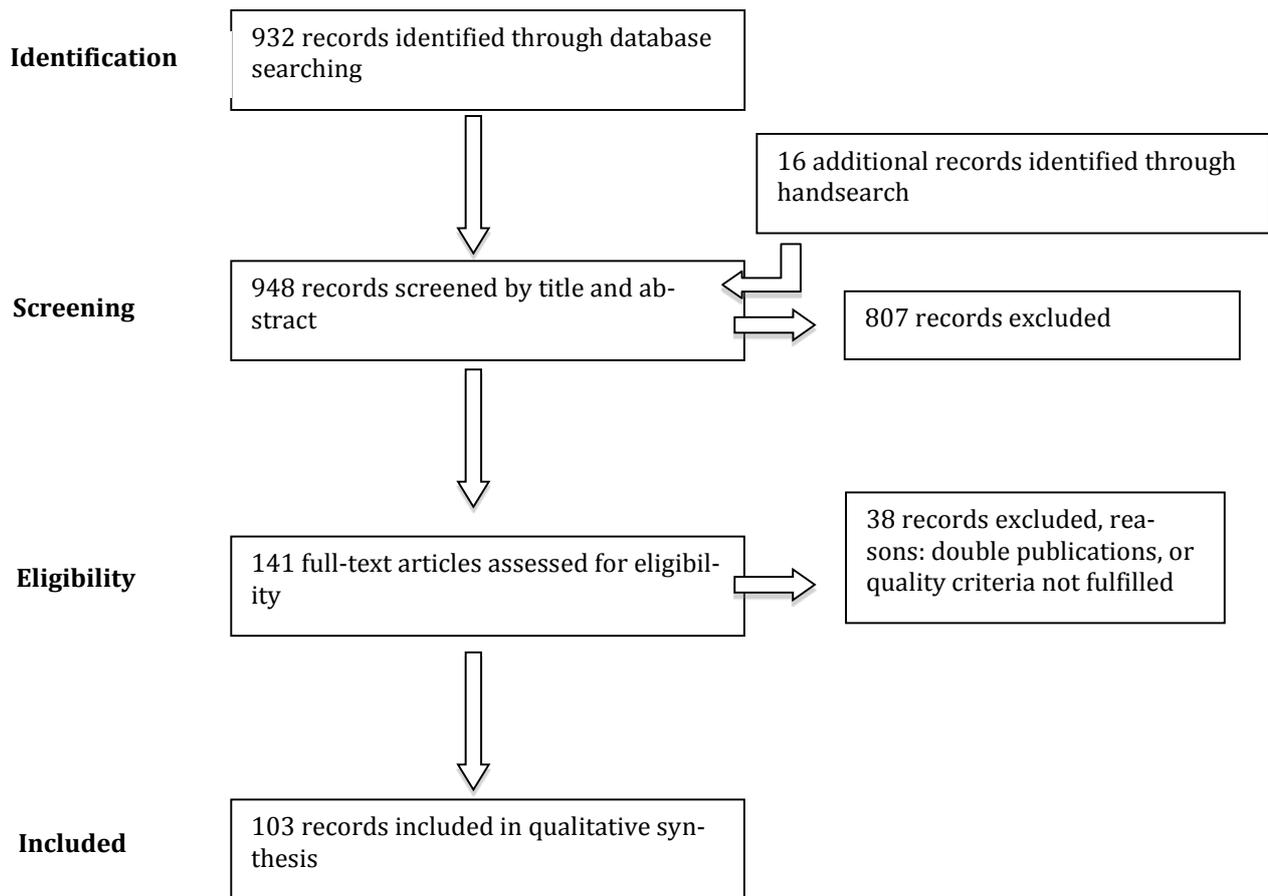 Identification
932 records identified through database
searching
16 additional records identified through
handsearch
Screening
948 records screened by title and ab-
stract
807 records excluded
Eligibility
141 full-text articles assessed for eligibil-
ity
38 records excluded, rea-
sons: double publications, or
quality criteria not fulfilled
Included
103 records included in qualitative syn-
thesis